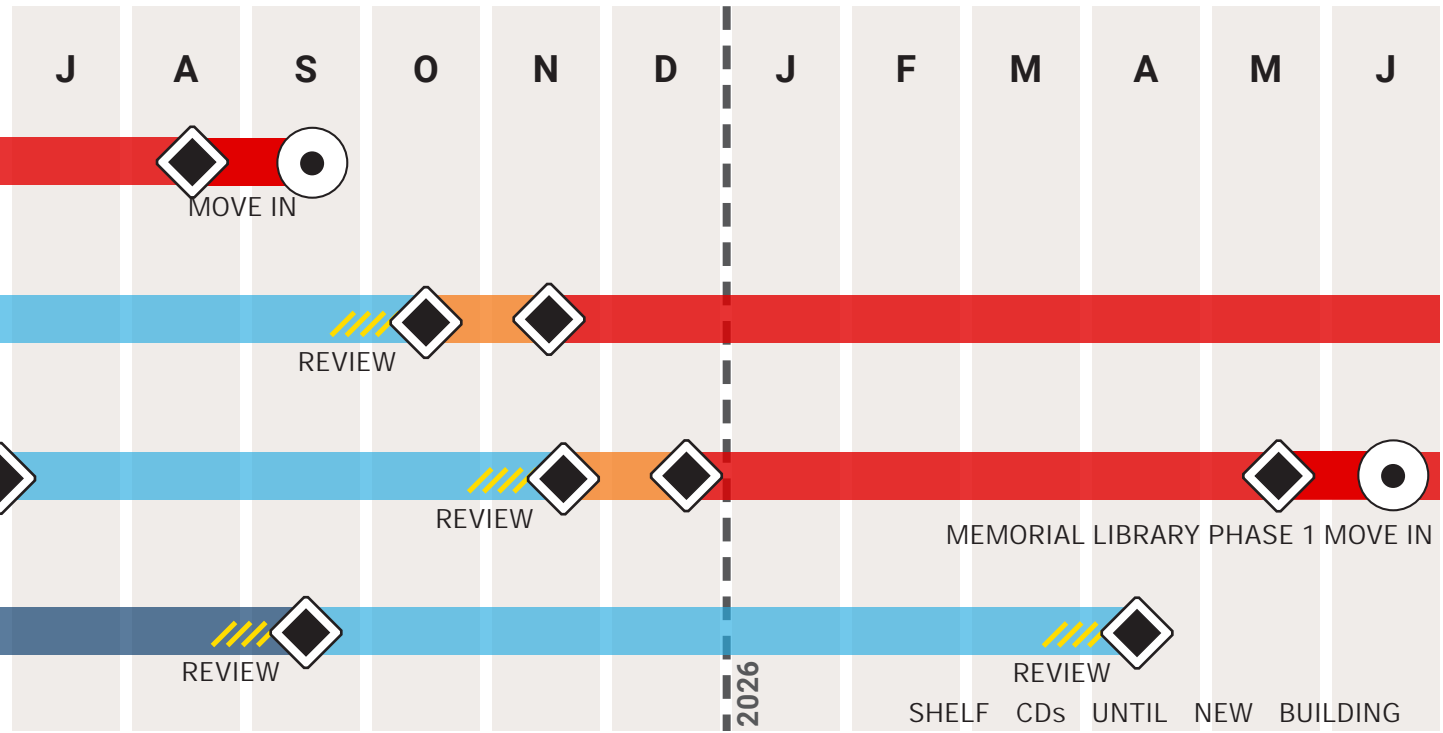 J A S O N D J F M A M J
MOVE IN
REVIEW
REVIEW
MEMORIAL LIBRARY PHASE 1 MOVE IN
REVIEW
REVIEW
2026
SHELF CDs UNTIL NEW BUILDING